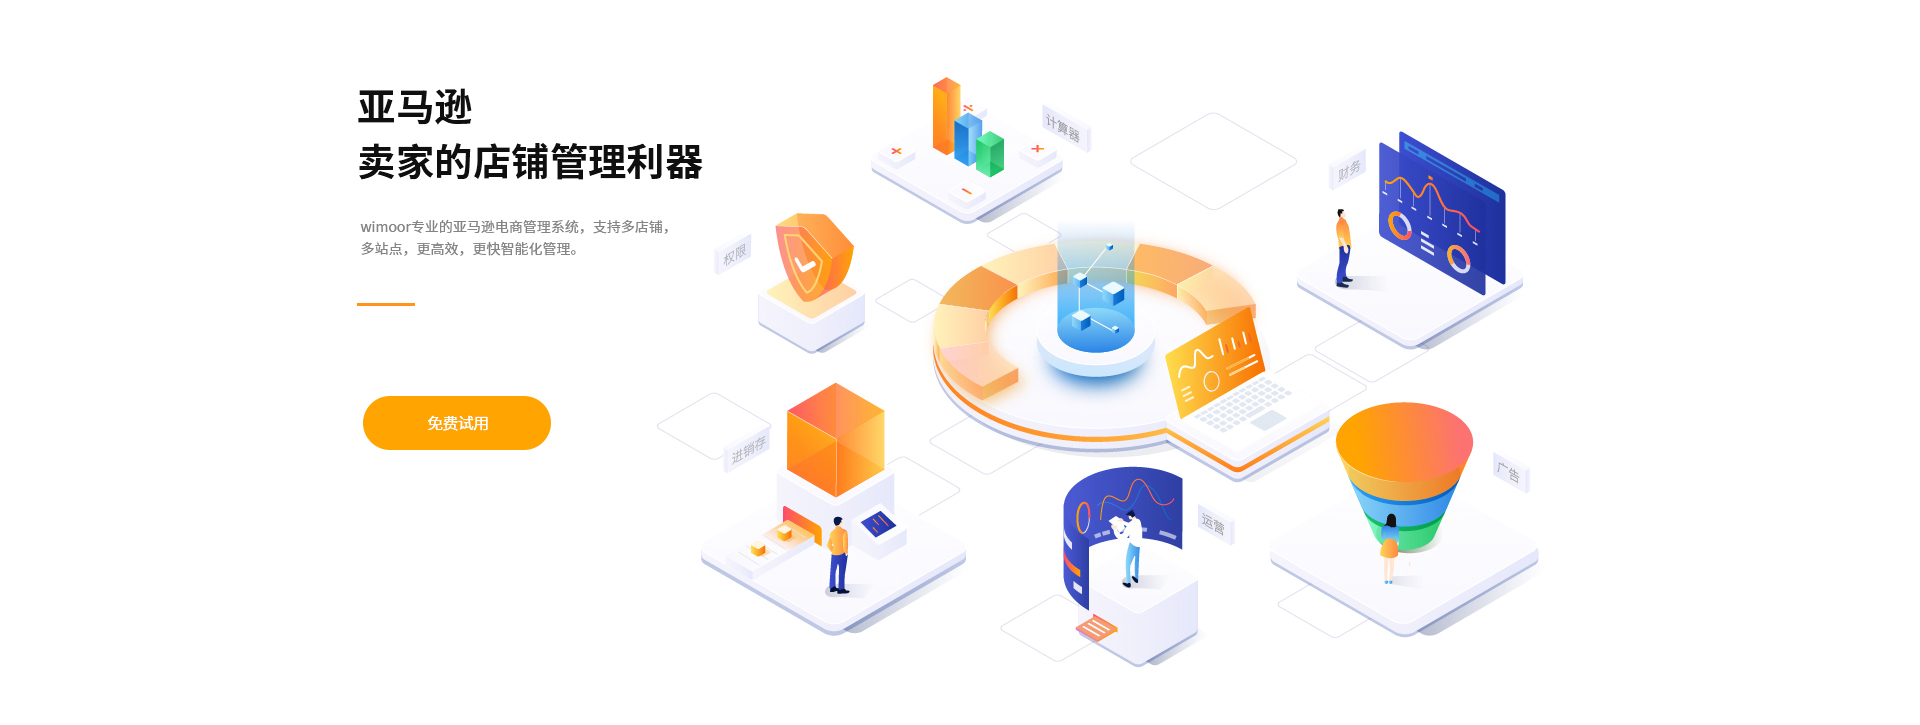 亚马逊
卖家的店铺管理利器
wimoor专业的亚马逊电商管理系统，支持多店铺，
多站点，更高效，更快智能化管理。
免费试用
计算器
财务
权限
进销存
运营
广告